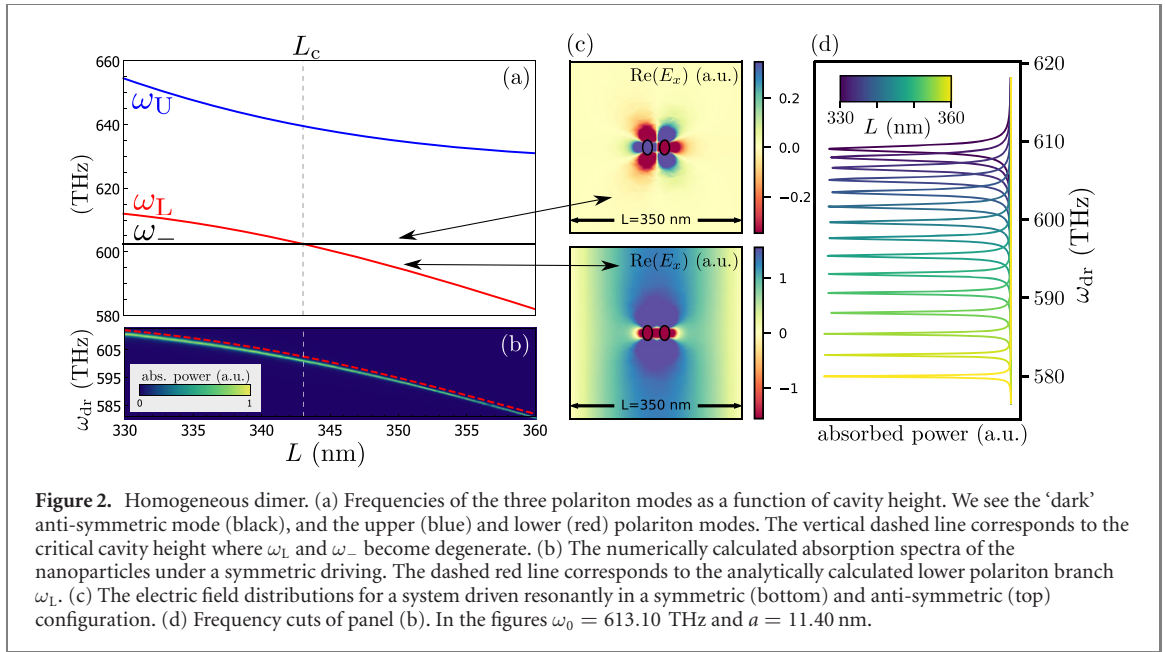 L_c
(a)
660
640
620
600
580
(THz)
ω_U
ω_L
ω_−
(b)
605
595
585
ω_dr (THz)
abs. power (a.u.)
0 1
330 335 340 345 350 355 360
L (nm)
(c)
Re(E_x) (a.u.)
L=350 nm
0.2
0.0
−0.2
Re(E_x) (a.u.)
L=350 nm
1
0
−1
(d)
330 360
L (nm)
620
610
600
590
580
ω_dr (THz)
absorbed power (a.u.)
Figure 2. Homogeneous dimer. (a) Frequencies of the three polariton modes as a function of cavity height. We see the ‘dark’
anti-symmetric mode (black), and the upper (blue) and lower (red) polariton modes. The vertical dashed line corresponds to the
critical cavity height where ω_L and ω_− become degenerate. (b) The numerically calculated absorption spectra of the
nanoparticles under a symmetric driving. The dashed red line corresponds to the analytically calculated lower polariton branch
ω_L. (c) The electric field distributions for a system driven resonantly in a symmetric (bottom) and anti-symmetric (top)
configuration. (d) Frequency cuts of panel (b). In the figures ω_0 = 613.10 THz and a = 11.40 nm.